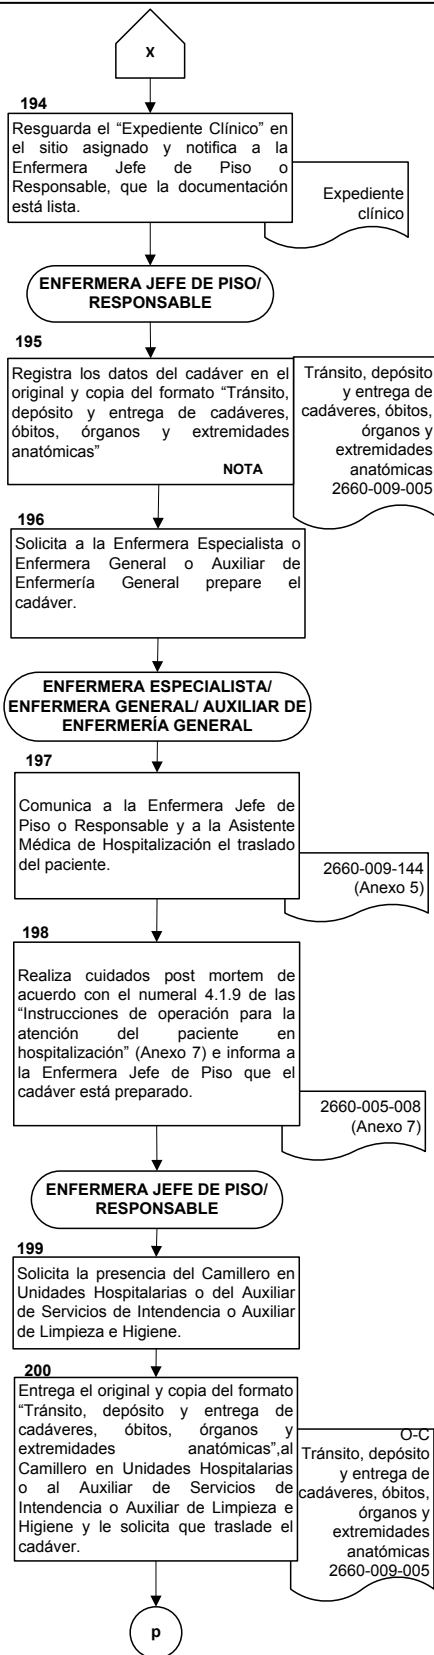 x
194
Resguarda el “Expediente Clínico” en
el sitio asignado y notifica a la
Enfermera Jefe de Piso o
Responsable, que la documentación
está lista.
Expediente
clínico
ENFERMERA JEFE DE PISO/
RESPONSABLE
195
Registra los datos del cadáver en el
original y copia del formato “Tránsito,
depósito y entrega de cadáveres,
óbitos, órganos y extremidades
anatómicas”
NOTA
Tránsito, depósito
y entrega de
cadáveres, óbitos,
órganos y
extremidades
anatómicas
2660-009-005
196
Solicita a la Enfermera Especialista o
Enfermera General o Auxiliar de
Enfermería General prepare el
cadáver.
ENFERMERA ESPECIALISTA/
ENFERMERA GENERAL/ AUXILIAR DE
ENFERMERÍA GENERAL
197
Comunica a la Enfermera Jefe de
Piso o Responsable y a la Asistente
Médica de Hospitalización el traslado
del paciente.
2660-009-144
(Anexo 5)
198
Realiza cuidados post mortem de
acuerdo con el numeral 4.1.9 de las
“Instrucciones de operación para la
atención del paciente en
hospitalización” (Anexo 7) e informa a
la Enfermera Jefe de Piso que el
cadáver está preparado.
2660-005-008
(Anexo 7)
ENFERMERA JEFE DE PISO/
RESPONSABLE
199
Solicita la presencia del Camillero en
Unidades Hospitalarias o del Auxiliar
de Servicios de Intendencia o Auxiliar
de Limpieza e Higiene.
200
Entrega el original y copia del formato
“Tránsito, depósito y entrega de
cadáveres, óbitos, órganos y
extremidades anatómicas”,al
Camillero en Unidades Hospitalarias
o al Auxiliar de Servicios de
Intendencia o Auxiliar de Limpieza e
Higiene y le solicita que traslade el
cadáver.
O-C
Tránsito, depósito
y entrega de
cadáveres, óbitos,
órganos y
extremidades
anatómicas
2660-009-005
p